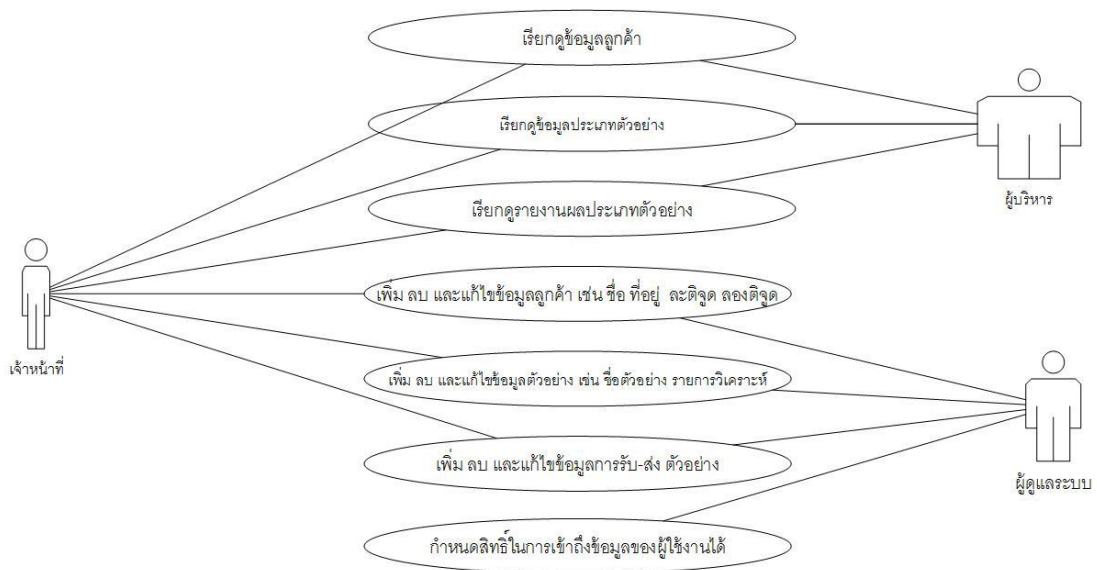 เรียกดูข้อมูลลูกค้า
เรียกดูข้อมูลประเภทตัวอย่าง
ผู้บริหาร
เรียกดูรายงานผลประเภทตัวอย่าง
เพิ่ม ลบ และแก้ไขข้อมูลลูกค้า เช่น ชื่อ ที่อยู่ ละติจูด ลองติจูด
เจ้าหน้าที่
เพิ่ม ลบ และแก้ไขข้อมูลตัวอย่าง เช่น ชื่อตัวอย่าง รายการวิเคราะห์
เพิ่ม ลบ และแก้ไขข้อมูลการรับ-ส่ง ตัวอย่าง
ผู้ดูแลระบบ
กำหนดสิทธิ์ในการเข้าถึงข้อมูลของผู้ใช้งานได้